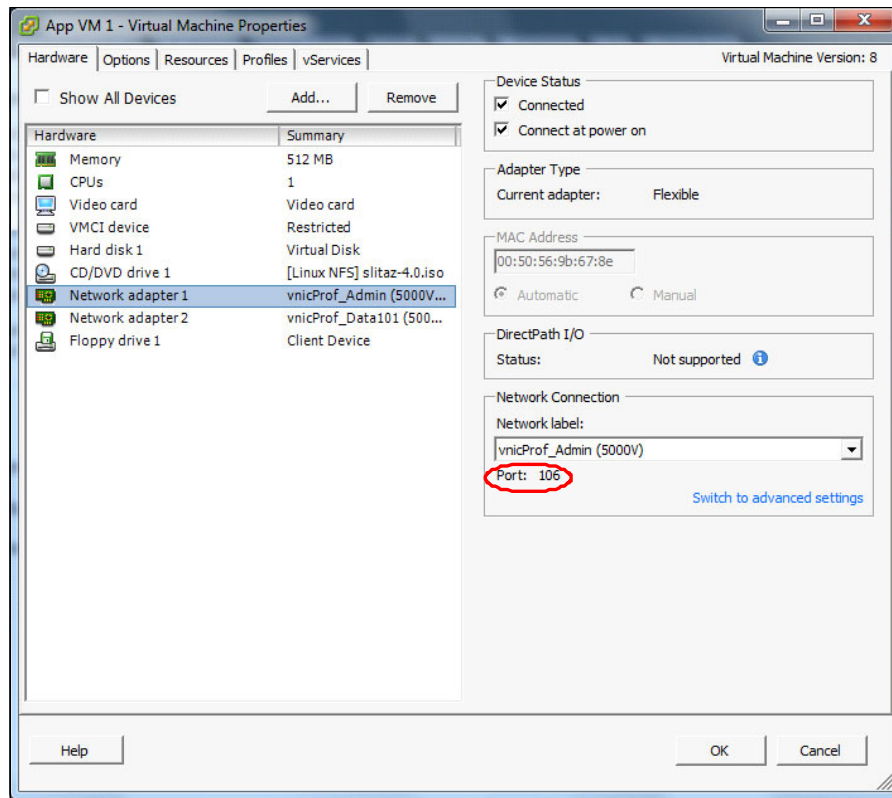 App VM 1 - Virtual Machine Properties
Hardware Options Resources Profiles vServices Virtual Machine Version: 8
Show All Devices Add... Remove
Hardware Summary
Memory 512 MB
CPUs 1
Video card Video card
VMCI device Restricted
Hard disk 1 Virtual Disk
CD/DVD drive 1 [Linux NFS] slitaz-4.0.iso
Network adapter 1 vnicProf_Admin (5000V...
Network adapter 2 vnicProf_Data101 (500...
Floppy drive 1 Client Device
Device Status
Connected
Connect at power on
Adapter Type
Current adapter: Flexible
MAC Address
00:50:56:9b:67:8e
Automatic Manual
DirectPath I/O
Status: Not supported
Network Connection
Network label:
vnicProf_Admin (5000V)
Port: 106
Switch to advanced settings
Help OK Cancel